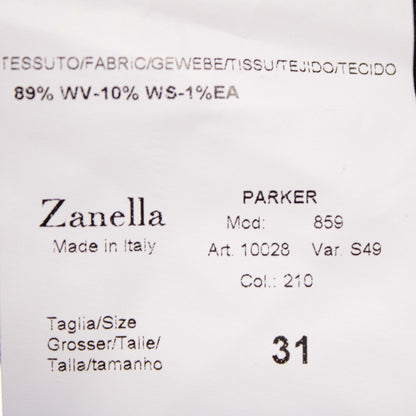 TESSUTO/FABRIC/GEWEBE/TISSU/TEJIDO/TECIDO
89% WV-10% WS-1%EA
Zanella
Made in Italy
PARKER
Mod: 859
Art. 10028 Var. S49
Col.: 210
Taglia/Size
Grosser/Talle/
Talla/tamanho
31